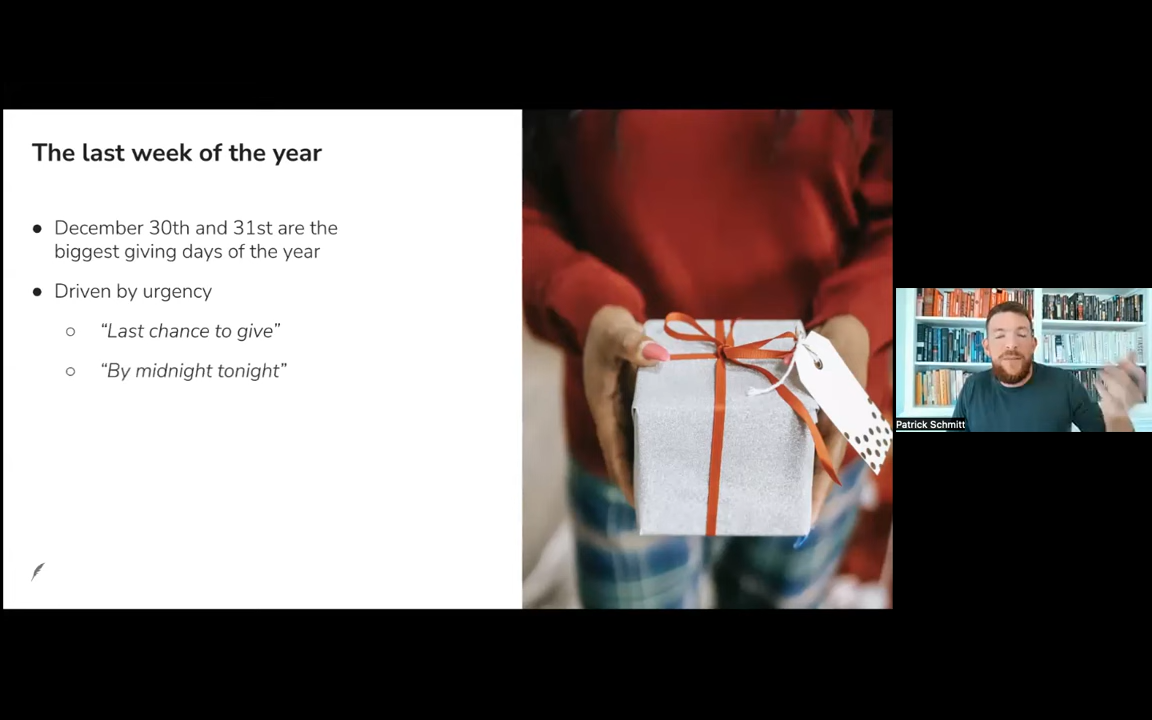 The last week of the year
● December 30th and 31st are the
biggest giving days of the year
● Driven by urgency
○ “Last chance to give”
○ “By midnight tonight”
Patrick Schmitt